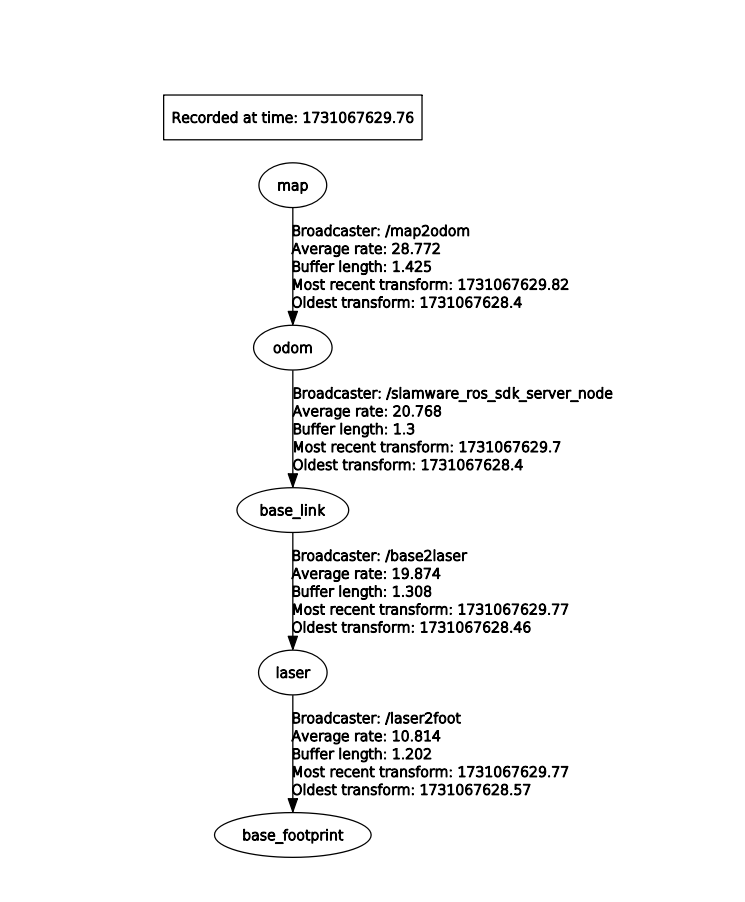 Recorded at time: 1731067629.76
map
Broadcaster: /map2odom
Average rate: 28.772
Buffer length: 1.425
Most recent transform: 1731067629.82
Oldest transform: 1731067628.4
odom
Broadcaster: /slamware_ros_sdk_server_node
Average rate: 20.768
Buffer length: 1.3
Most recent transform: 1731067629.7
Oldest transform: 1731067628.4
base_link
Broadcaster: /base2laser
Average rate: 19.874
Buffer length: 1.308
Most recent transform: 1731067629.77
Oldest transform: 1731067628.46
laser
Broadcaster: /laser2foot
Average rate: 10.814
Buffer length: 1.202
Most recent transform: 1731067629.77
Oldest transform: 1731067628.57
base_footprint